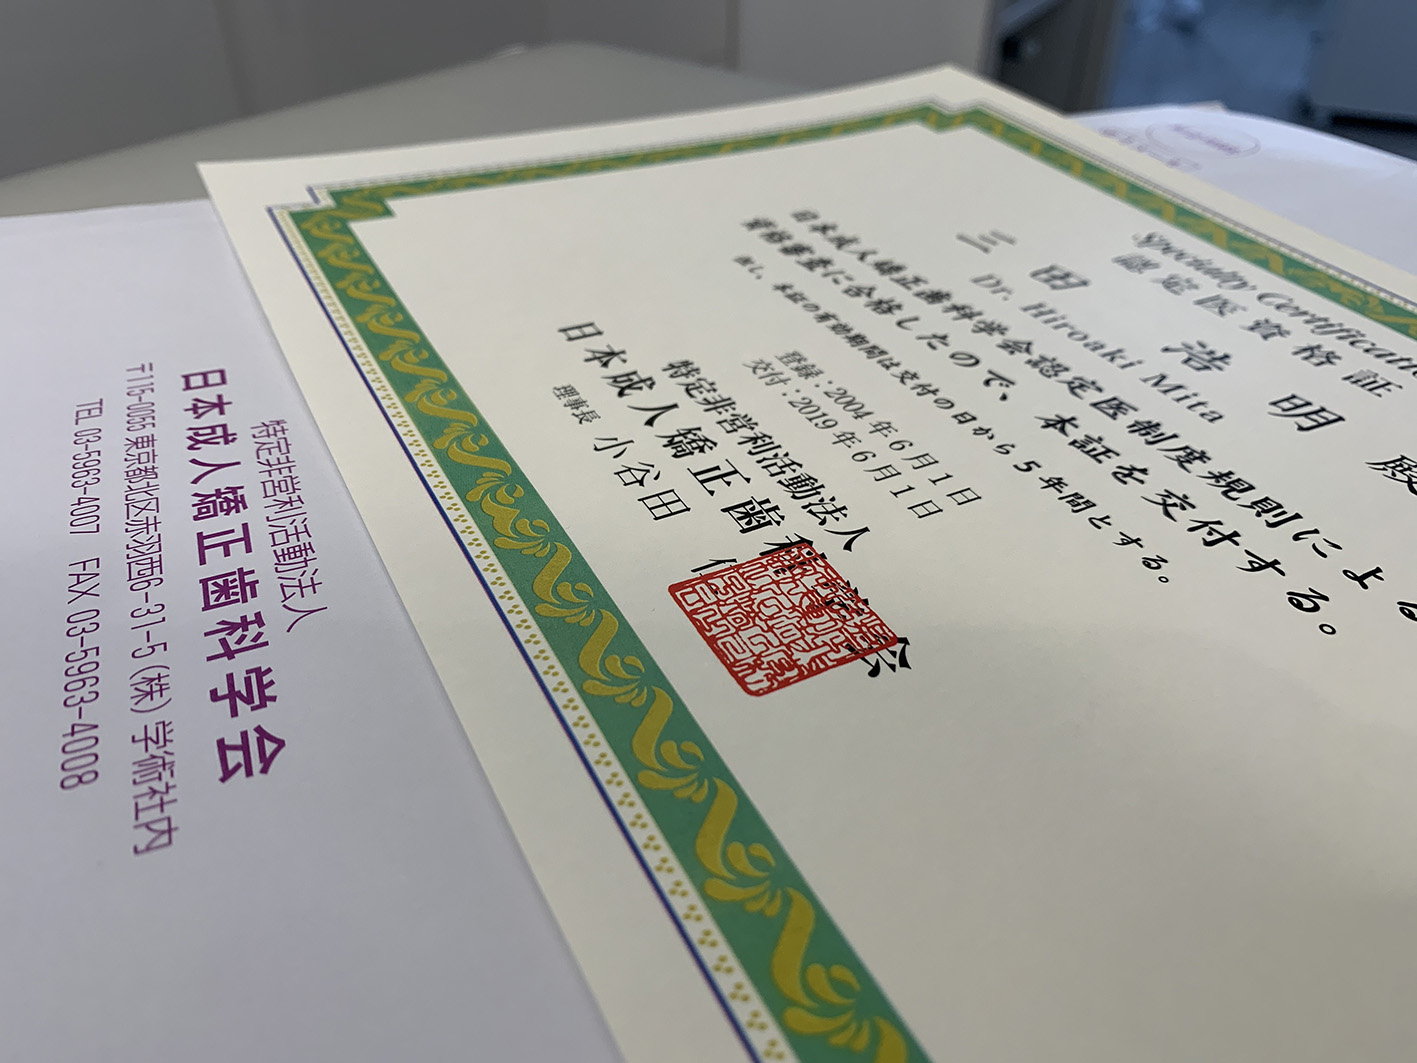 Specialty Certificati
認定医資格証
三田浩明 殿
Dr. Hiroaki Mita
日本成人矯正歯科学会認定医制度規則による
資格審査に合格したので、本証を交付する。
但し、本証の有効期間は交付の日から5年間とする。
登録:2004年6月1日
交付:2019年6月1日
特定非営利活動法人
日本成人矯正歯科学会
理事長 小谷田
特定非営利活動法人
日本成人矯正歯科学会
〒115-0055 東京都北区赤羽西6-31-5(株)学術社内
TEL 03-5963-4007 FAX 03-5963-4008